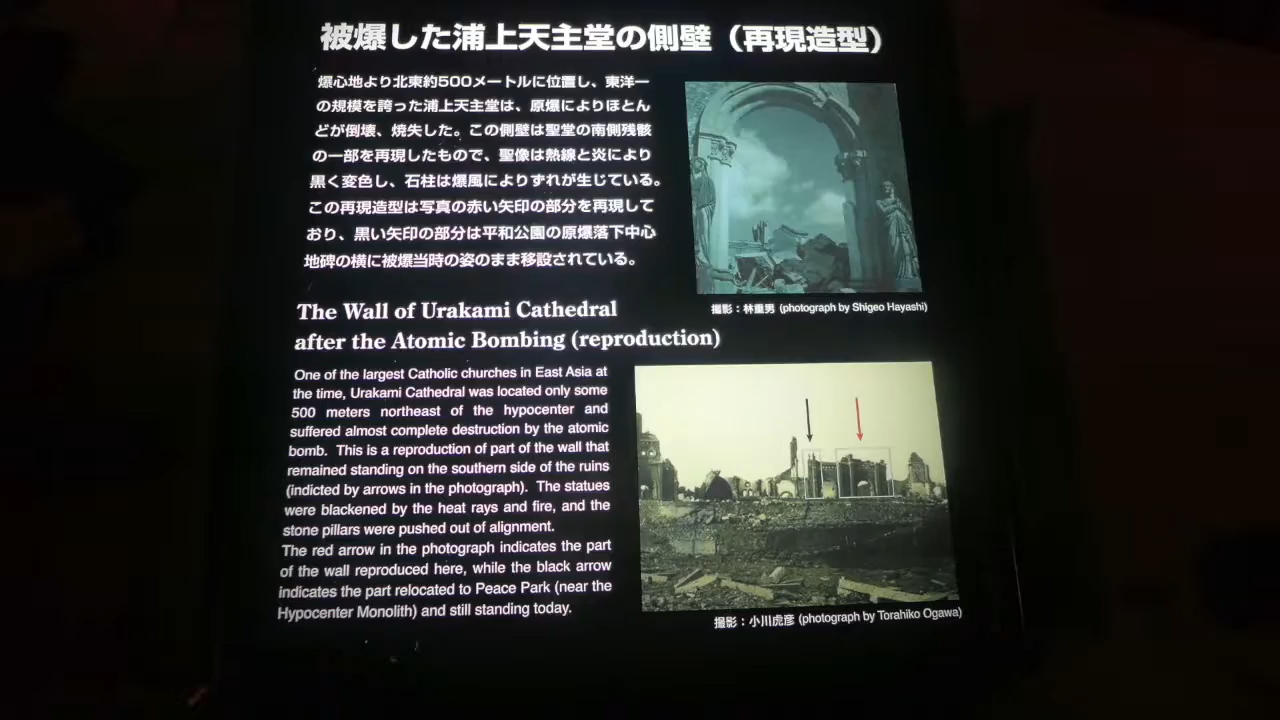 被爆した浦上天主堂の側壁（再現造型）
爆心地より北東約500メートルに位置し、東洋一
の規模を誇った浦上天主堂は、原爆によりほとん
どが倒壊、焼失した。この側壁は聖堂の南側残骸
の一部を再現したもので、聖像は熱線と炎により
黒く変色し、石柱は爆風によりずれが生じている。
この再現造型は写真の赤い矢印の部分を再現して
おり、黒い矢印の部分は平和公園の原爆落下中心
地碑の横に被爆当時の姿のまま移設されている。
撮影：林重男 (photograph by Shigeo Hayashi)
The Wall of Urakami Cathedral
after the Atomic Bombing (reproduction)
One of the largest Catholic churches in East Asia at
the time, Urakami Cathedral was located only some
500 meters northeast of the hypocenter and
suffered almost complete destruction by the atomic
bomb. This is a reproduction of part of the wall that
remained standing on the southern side of the ruins
(indicted by arrows in the photograph). The statues
were blackened by the heat rays and fire, and the
stone pillars were pushed out of alignment.
The red arrow in the photograph indicates the part
of the wall reproduced here, while the black arrow
indicates the part relocated to Peace Park (near the
Hypocenter Monolith) and still standing today.
撮影：小川虎彦 (photograph by Torahiko Ogawa)